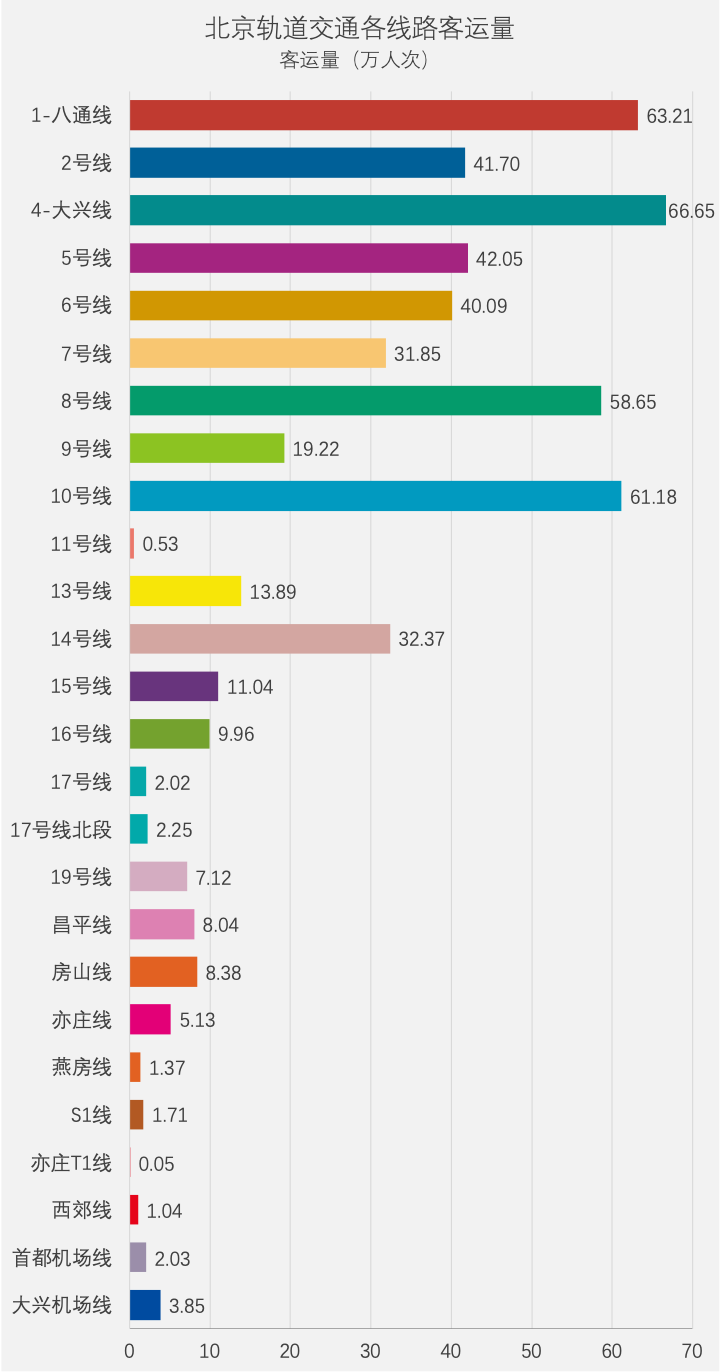 北京轨道交通各线路客运量
客运量（万人次）
1-八通线 63.21
2号线 41.70
4-大兴线 66.65
5号线 42.05
6号线 40.09
7号线 31.85
8号线 58.65
9号线 19.22
10号线 61.18
11号线 0.53
13号线 13.89
14号线 32.37
15号线 11.04
16号线 9.96
17号线 2.02
17号线北段 2.25
19号线 7.12
昌平线 8.04
房山线 8.38
亦庄线 5.13
燕房线 1.37
S1线 1.71
亦庄T1线 0.05
西郊线 1.04
首都机场线 2.03
大兴机场线 3.85
0 10 20 30 40 50 60 70